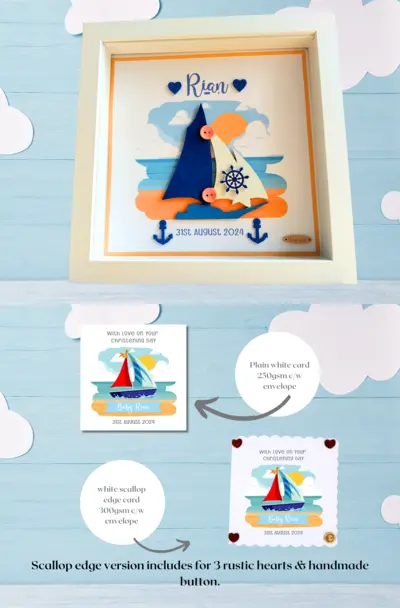 Rian
31ST AUGUST 2024
WITH LOVE ON YOUR
CHRISTENING DAY
Baby Rian
31ST AUGUST 2024
Plain white card
250gsm c/w
envelope
white scallop
edge card
300gsm c/w
envelope
WITH LOVE ON YOUR
CHRISTENING DAY
Baby Rian
31ST AUGUST 2024
Scallop edge version includes for 3 rustic hearts & handmade
button.